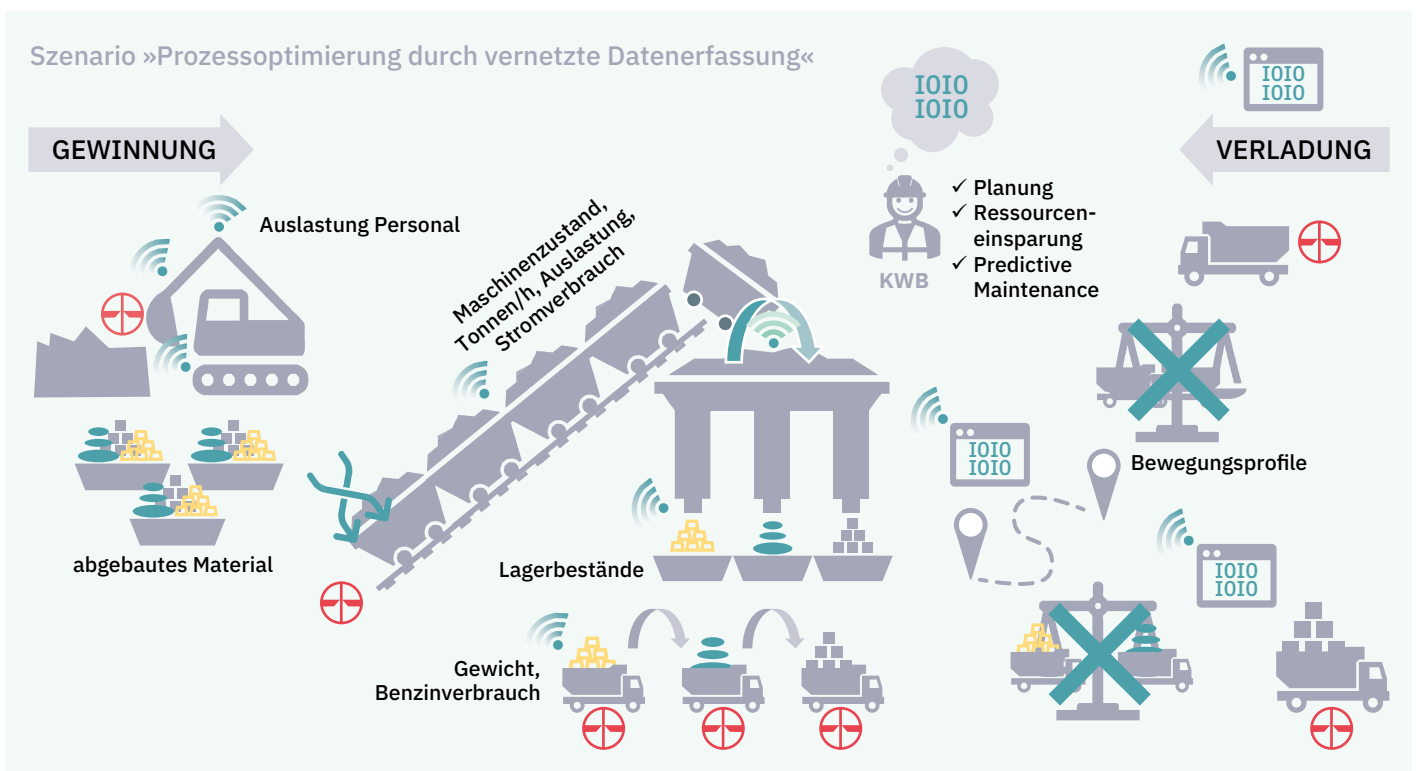 Szenario »Prozessoptimierung durch vernetzte Datenerfassung«
IOIO
IOIO
IOIO
IOIO
GEWINNUNG
VERLADUNG
Auslastung Personal
Maschinenzustand,
Tonnen/h, Auslastung,
Stromverbrauch
✓ Planung
✓ Ressourcen-
einsparung
✓ Predictive
Maintenance
KWB
IOIO
IOIO
Bewegungsprofile
abgebautes Material
Lagerbestände
IOIO
IOIO
Gewicht,
Benzinverbrauch